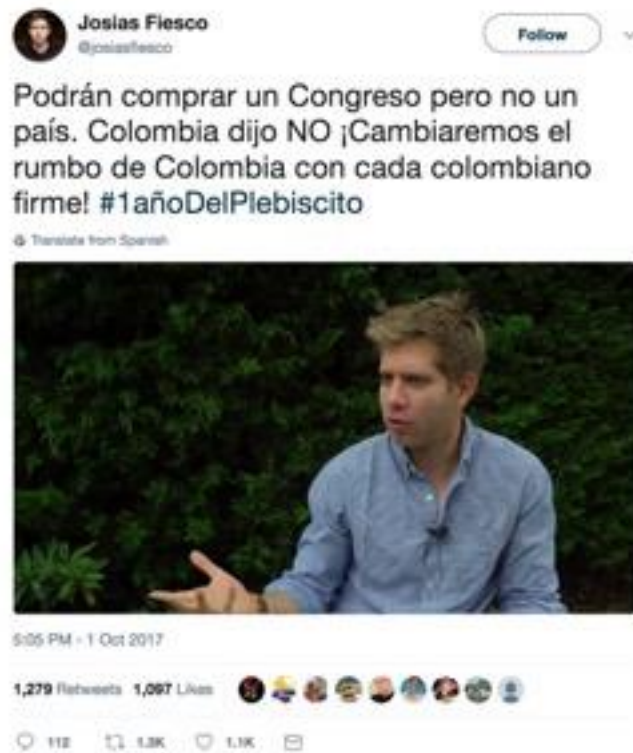 Josias Fiesco
@josiasfiesco
Follow
Podrán comprar un Congreso pero no un
país. Colombia dijo NO ¡Cambiaremos el
rumbo de Colombia con cada colombiano
firme! #1añoDelPlebiscito
Translate from Spanish
5:05 PM - 1 Oct 2017
1,279 Retweets 1,097 Likes
112 1.3K 1.1K